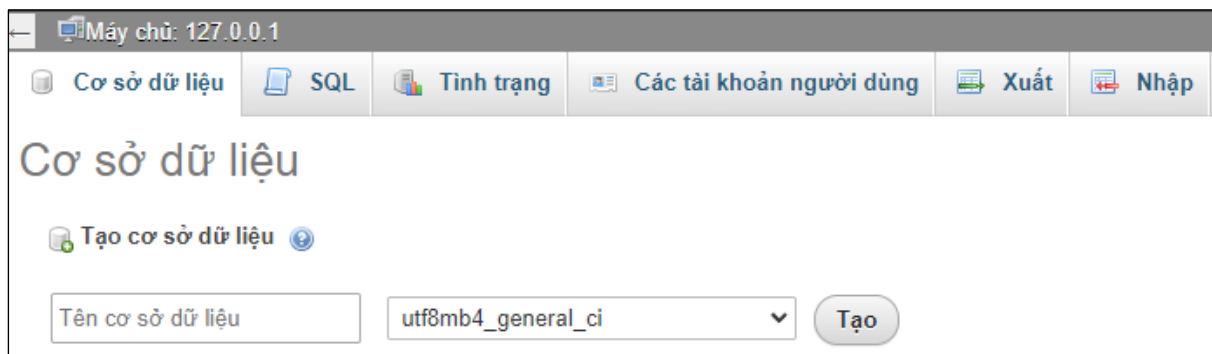 Máy chủ: 127.0.0.1
Cơ sở dữ liệu SQL Tình trạng Các tài khoản người dùng Xuất Nhập
Cơ sở dữ liệu
Tạo cơ sở dữ liệu
Tên cơ sở dữ liệu utf8mb4_general_ci Tạo